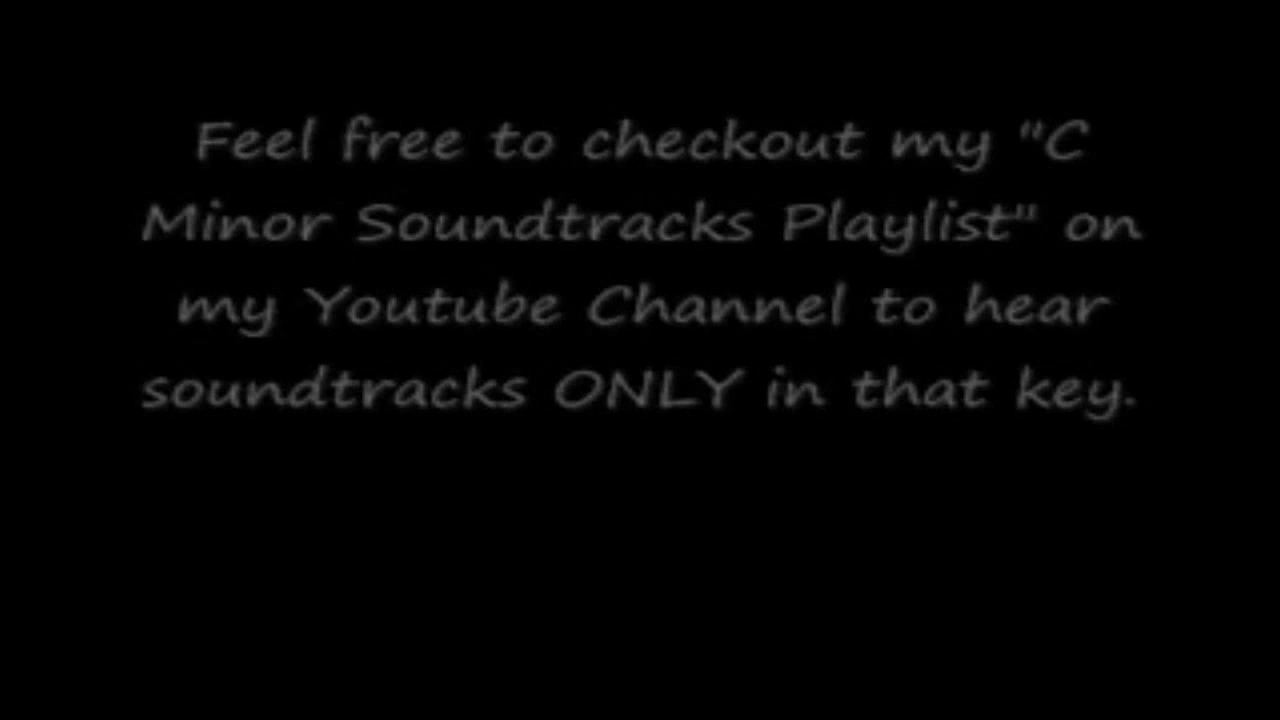 Feel free to checkout my "C
Minor Soundtracks Playlist" on
my Youtube Channel to hear
soundtracks ONLY in that key.